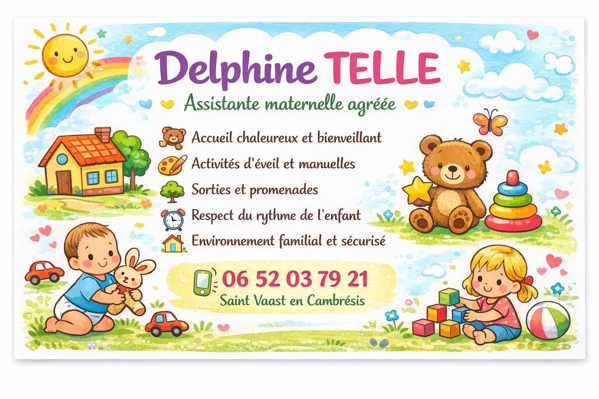 Delphine TELLE
Assistante maternelle agréée
Accueil chaleureux et bienveillant
Activités d'éveil et manuelles
Sorties et promenades
Respect du rythme de l'enfant
Environnement familial et sécurisé
06 52 03 79 21
Saint Vaast en Cambrésis